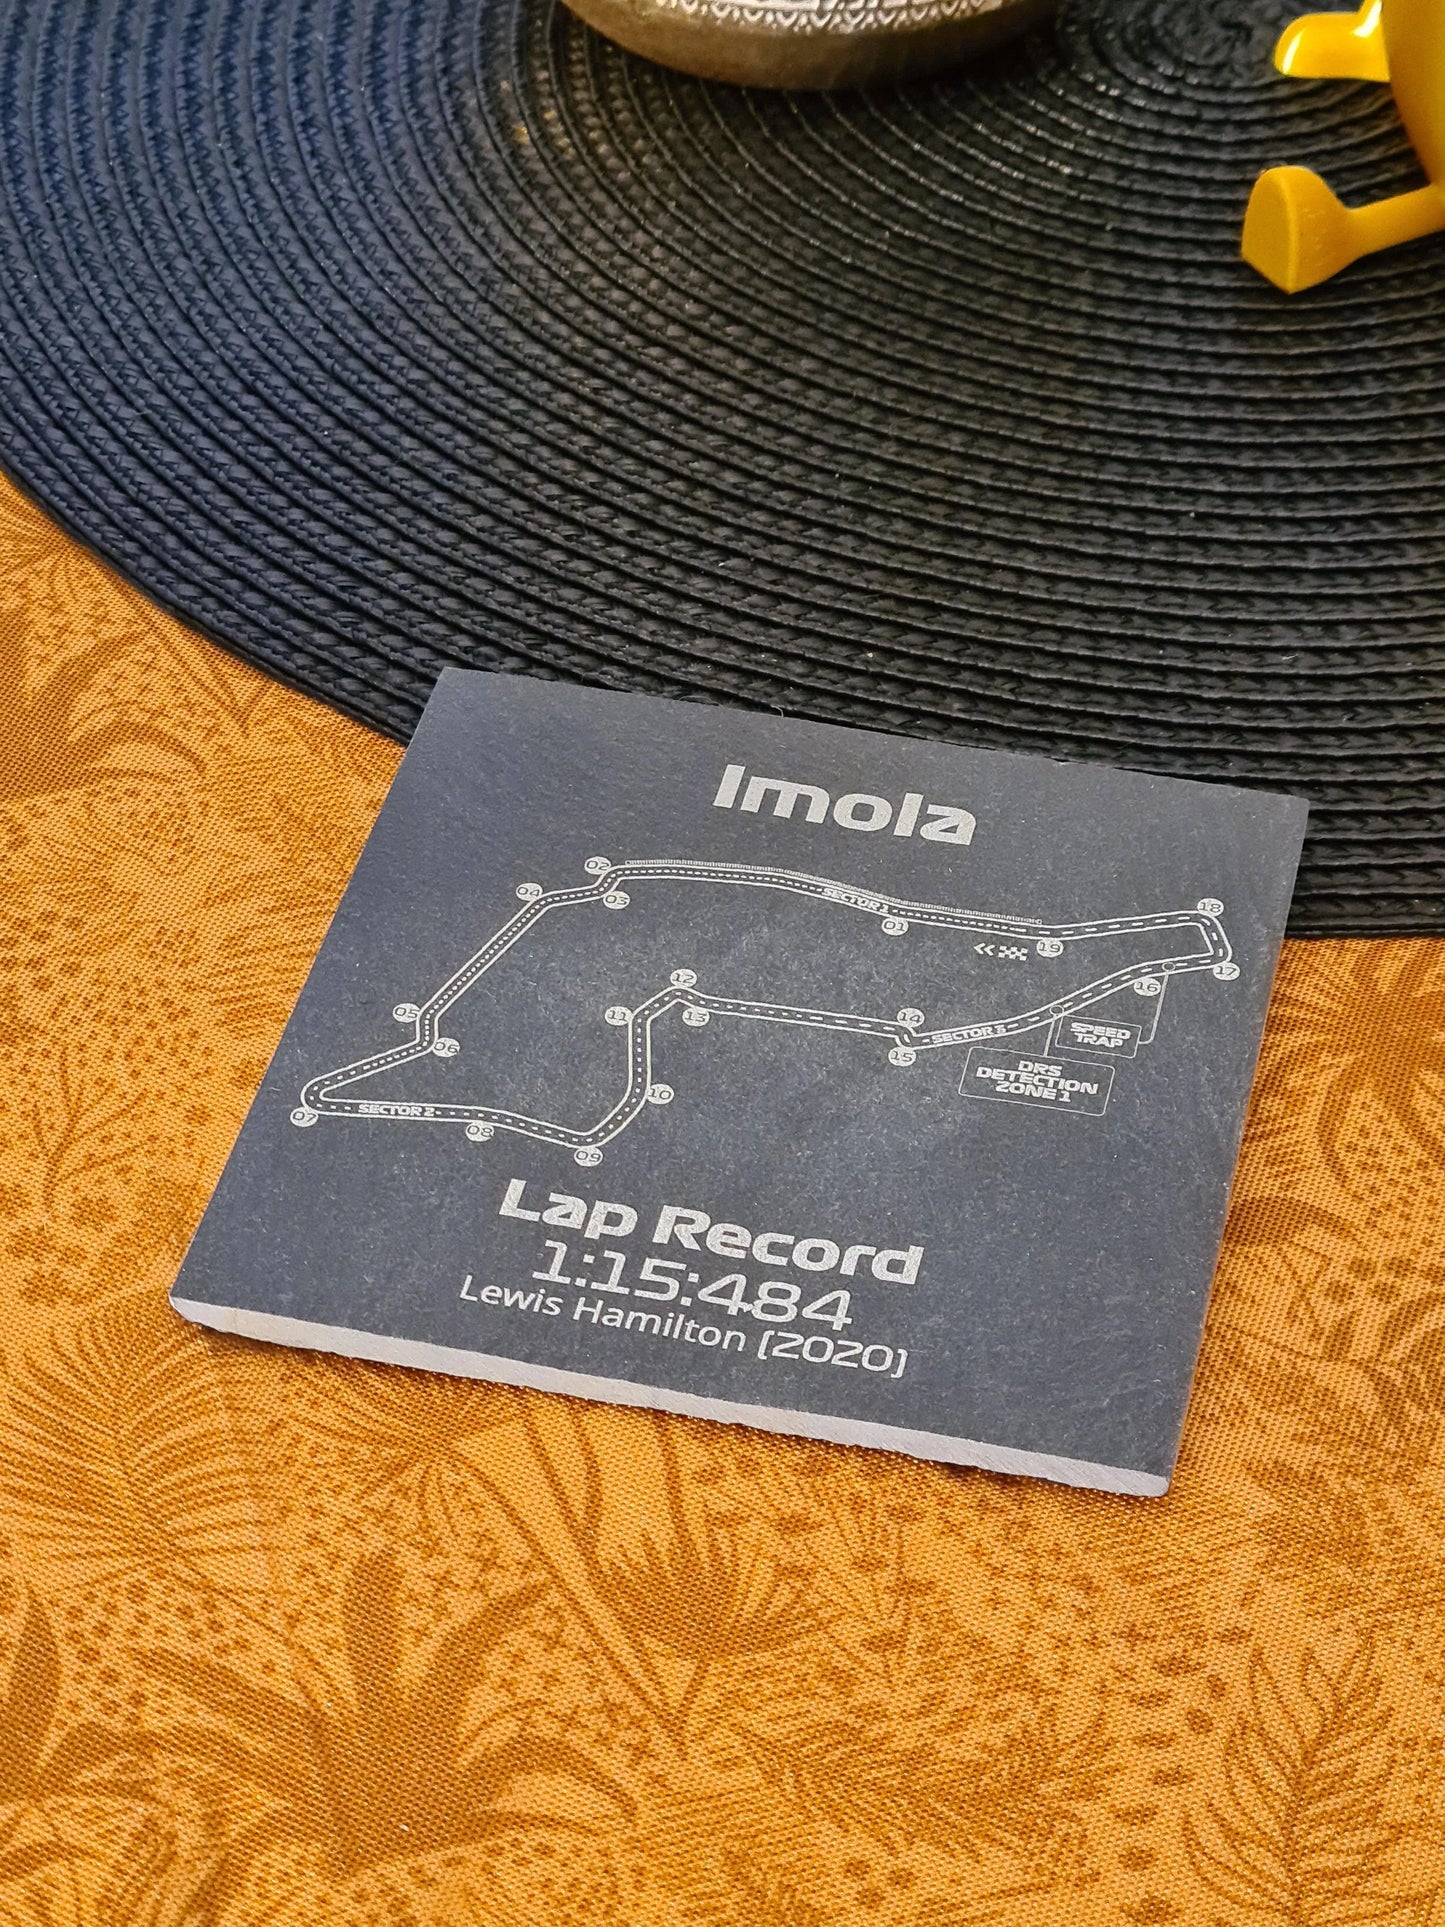 Imola
02
04
03
SECTOR 1
01
18
19
17
16
12
05
11
13
14
06
SECTOR 3
15
SPEED
TRAP
DRS
DETECTION
ZONE 1
10
07
SECTOR 2
08
09
Lap Record
1:15:484
Lewis Hamilton [2020]